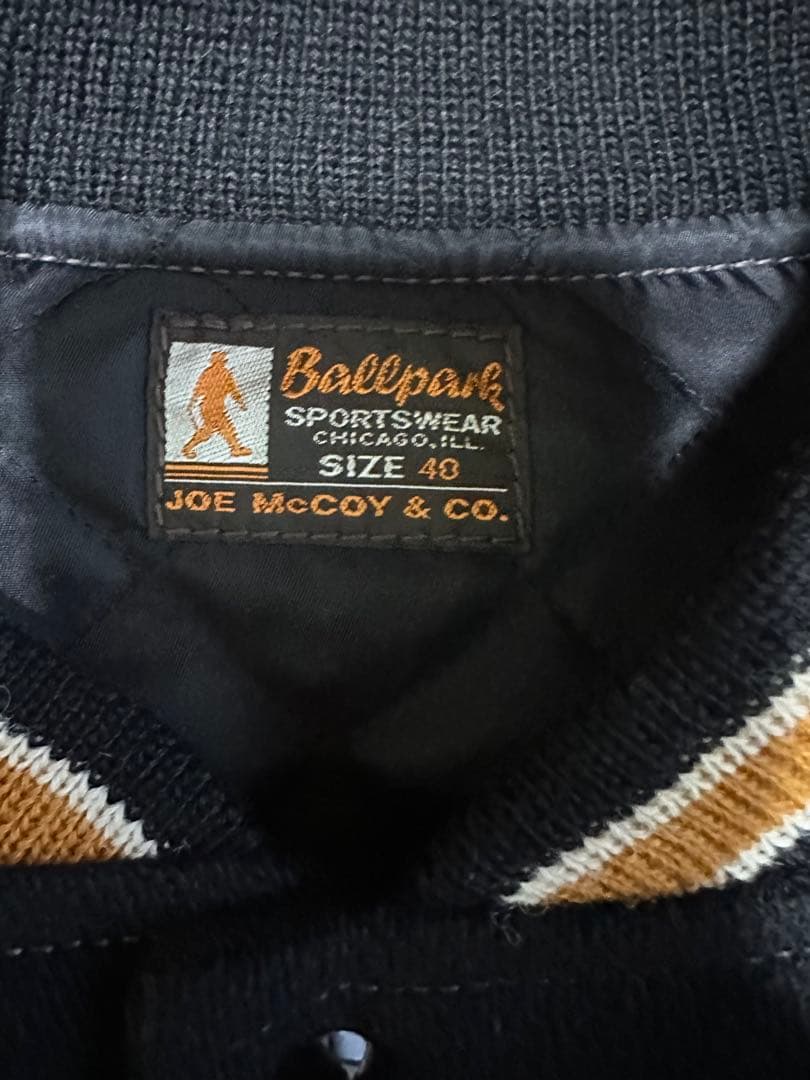 Ballpark
SPORTSWEAR
CHICAGO, ILL.
SIZE 40
JOE McCOY & CO.